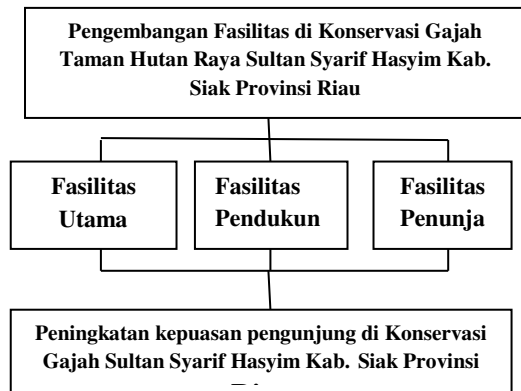 Pengembangan Fasilitas di Konservasi Gajah
Taman Hutan Raya Sultan Syarif Hasyim Kab.
Siak Provinsi Riau
Fasilitas
Utama
Fasilitas
Pendukun
Fasilitas
Penunja
Peningkatan kepuasan pengunjung di Konservasi
Gajah Sultan Syarif Hasyim Kab. Siak Provinsi